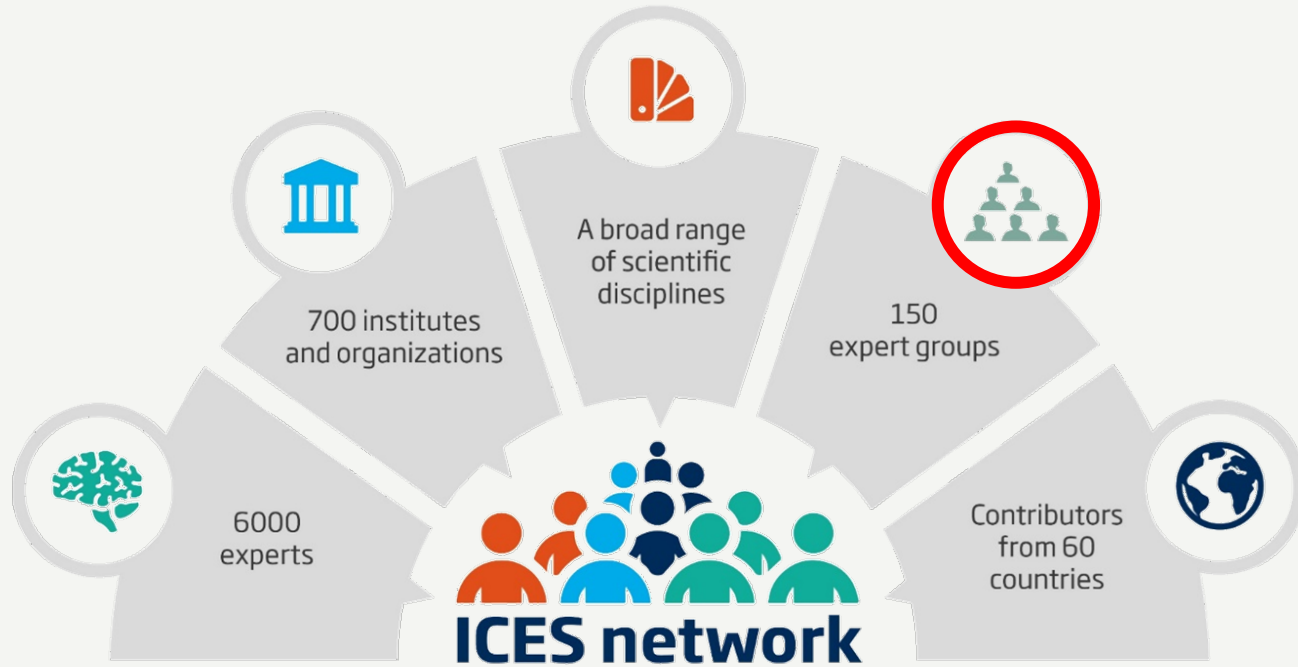 A broad range
of scientific
disciplines
700 institutes
and organizations
150
expert groups
6000
experts
Contributors
from 60
countries
ICES network